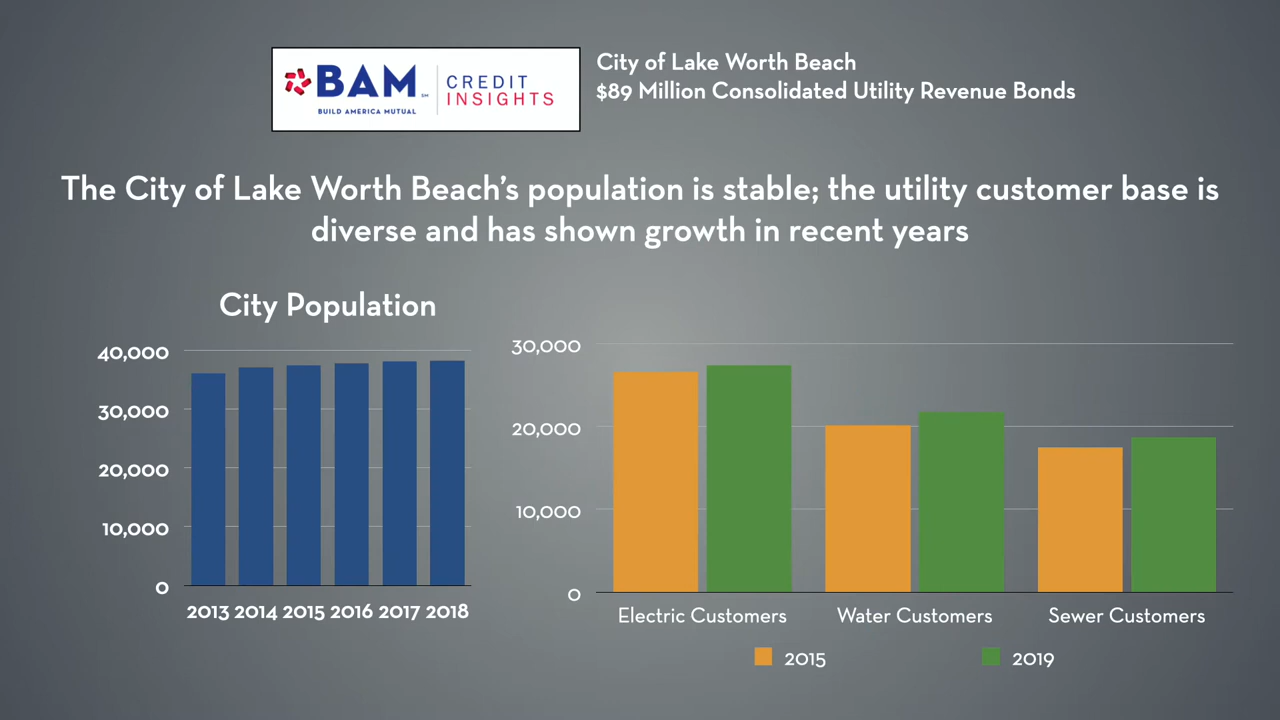 BAM
SM
BUILD AMERICA MUTUAL
CREDIT
INSIGHTS
City of Lake Worth Beach
$89 Million Consolidated Utility Revenue Bonds
The City of Lake Worth Beach's population is stable; the utility customer base is
diverse and has shown growth in recent years
City Population
40,000
30,000
20,000
10,000
0
2013 2014 2015 2016 2017 2018
30,000
20,000
10,000
0
Electric Customers
Water Customers
Sewer Customers
2015
2019